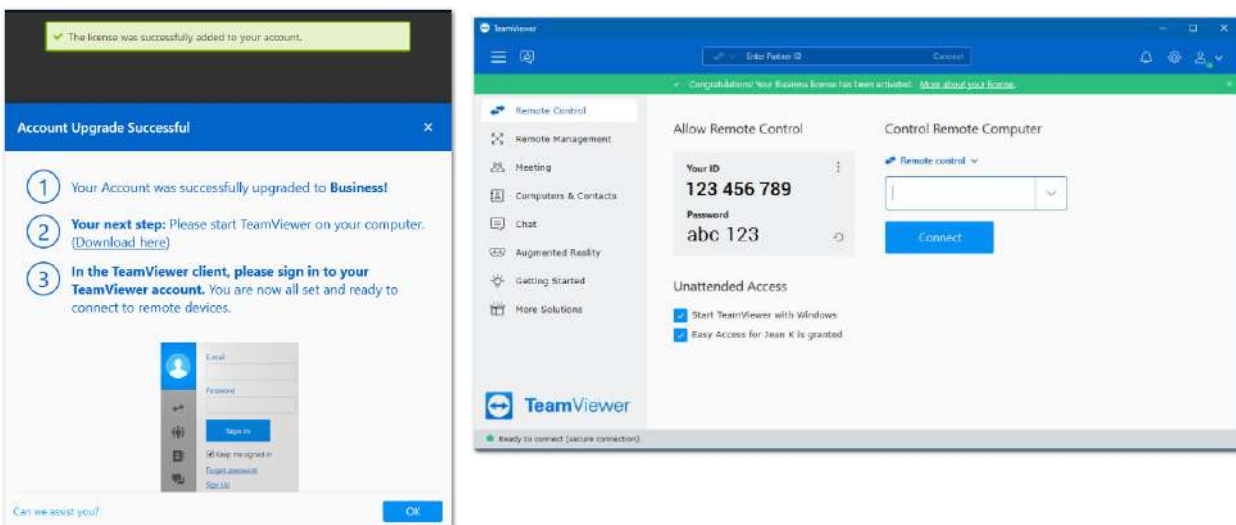 The license was successfully added to your account.
Account Upgrade Successful
1
Your Account was successfully upgraded to Business!
2
Your next step: Please start TeamViewer on your computer.
(Download here)
3
In the TeamViewer client, please sign in to your
TeamViewer account. You are now all set and ready to
connect to remote devices.
E-mail
Password
Sign In
Keep me signed in
Forgot password?
Sign Up
Can we assist you?
OK
TeamViewer
Enter Partner ID
Connect
Congratulations! Your Business license has been activated. More about your license.
Remote Control
Remote Management
Meeting
Computers & Contacts
Chat
Augmented Reality
Getting Started
More Solutions
TeamViewer
Allow Remote Control
Your ID
123 456 789
Password
abc 123
Unattended Access
Start TeamViewer with Windows
Easy Access for Jean K is granted
Control Remote Computer
Remote control
Connect
Ready to connect (secure connection)